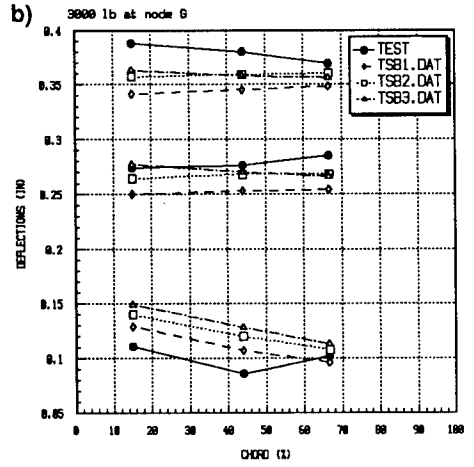 b)
3000 lb at node G
0.4
0.35
0.3
0.25
0.2
0.15
0.1
0.05
DEFLECTIONS (IN)
TEST
TSB1.DAT
TSB2.DAT
TSB3.DAT
0 10 20 30 40 50 60 70 80 90 100
CHORD (%)